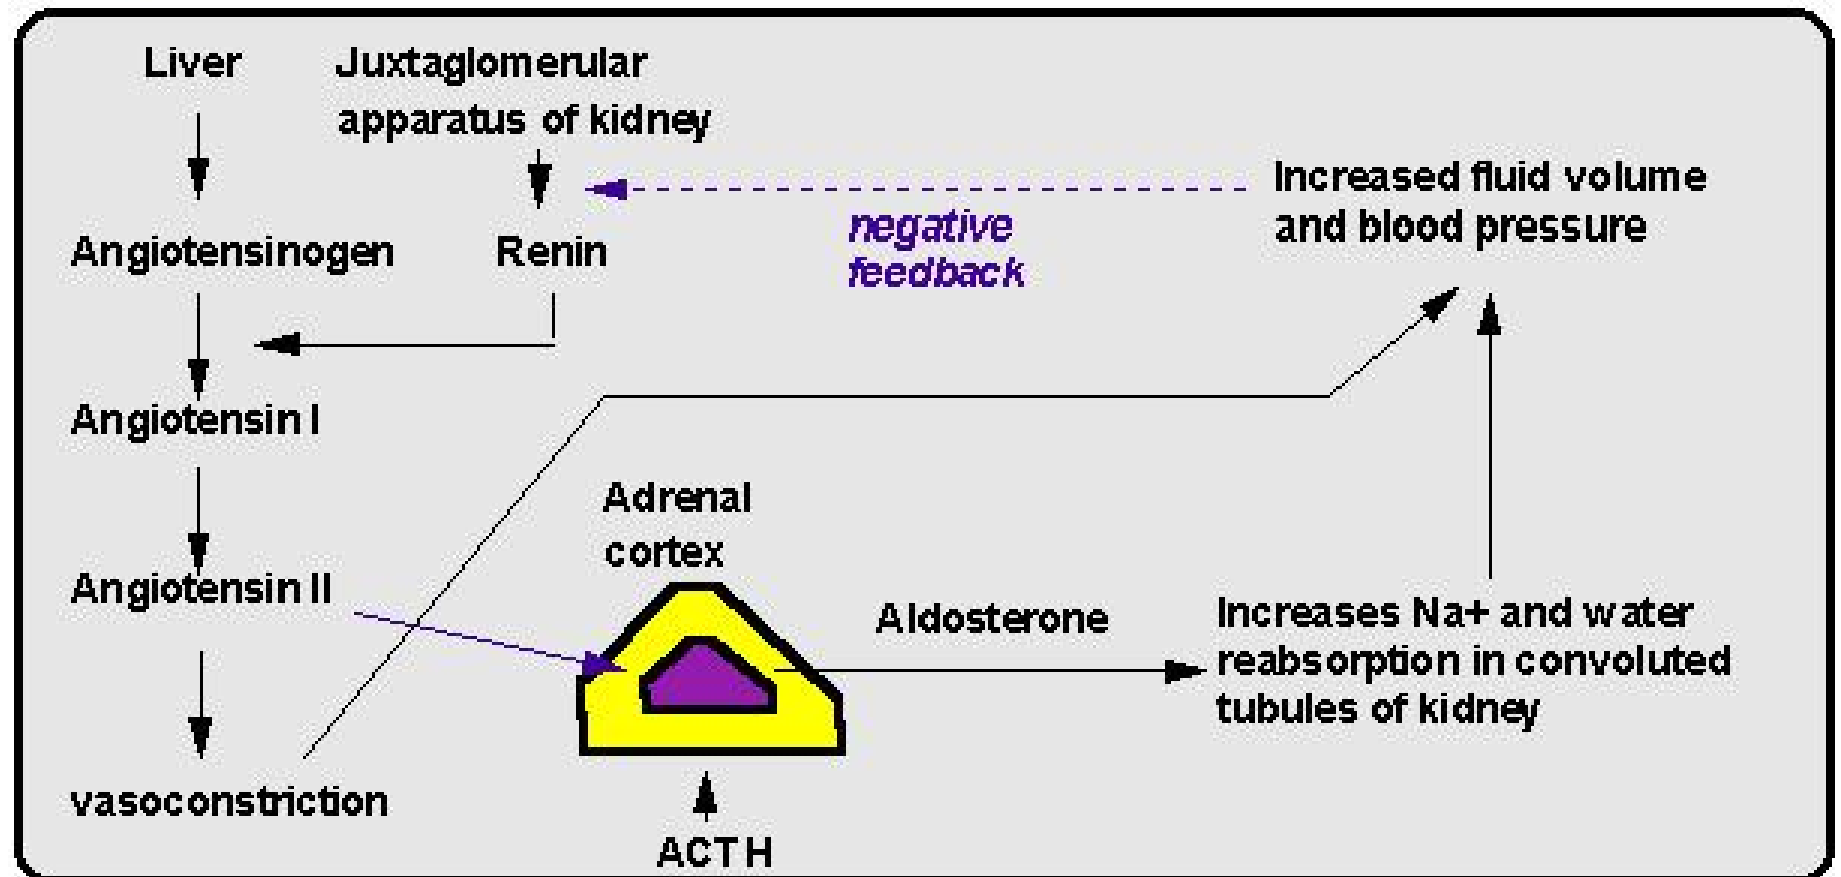 Liver
Juxtaglomerular
apparatus of kidney
Increased fluid volume
and blood pressure
negative
feedback
Angiotensinogen
Renin
Angiotensin I
Adrenal
cortex
Angiotensin II
Aldosterone
Increases Na+ and water
reabsorption in convoluted
tubules of kidney
vasoconstriction
ACTH